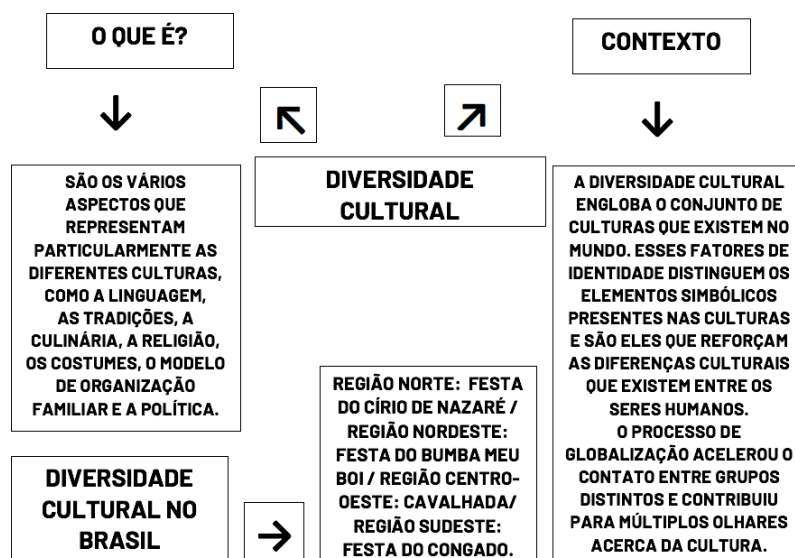 O QUE É?
CONTEXTO
DIVERSIDADE
CULTURAL
SÃO OS VÁRIOS
ASPECTOS QUE
REPRESENTAM
PARTICULARMENTE AS
DIFERENTES CULTURAS,
COMO A LINGUAGEM,
AS TRADIÇÕES, A
CULINÁRIA, A RELIGIÃO,
OS COSTUMES, O MODELO
DE ORGANIZAÇÃO
FAMILIAR E A POLÍTICA.
A DIVERSIDADE CULTURAL
ENGLOBA O CONJUNTO DE
CULTURAS QUE EXISTEM NO
MUNDO. ESSES FATORES DE
IDENTIDADE DISTINGUEM OS
ELEMENTOS SIMBÓLICOS
PRESENTES NAS CULTURAS
E SÃO ELES QUE REFORÇAM
AS DIFERENÇAS CULTURAIS
QUE EXISTEM ENTRE OS
SERES HUMANOS.
O PROCESSO DE
GLOBALIZAÇÃO ACELEROU O
CONTATO ENTRE GRUPOS
DISTINTOS E CONTRIBUIU
PARA MÚLTIPLOS OLHARES
ACERCA DA CULTURA.
DIVERSIDADE
CULTURAL NO
BRASIL
REGIÃO NORTE: FESTA
DO CÍRIO DE NAZARÉ /
REGIÃO NORDESTE:
FESTA DO BUMBA MEU
BOI / REGIÃO CENTRO-
OESTE: CAVALHADA/
REGIÃO SUDESTE:
FESTA DO CONGADO.